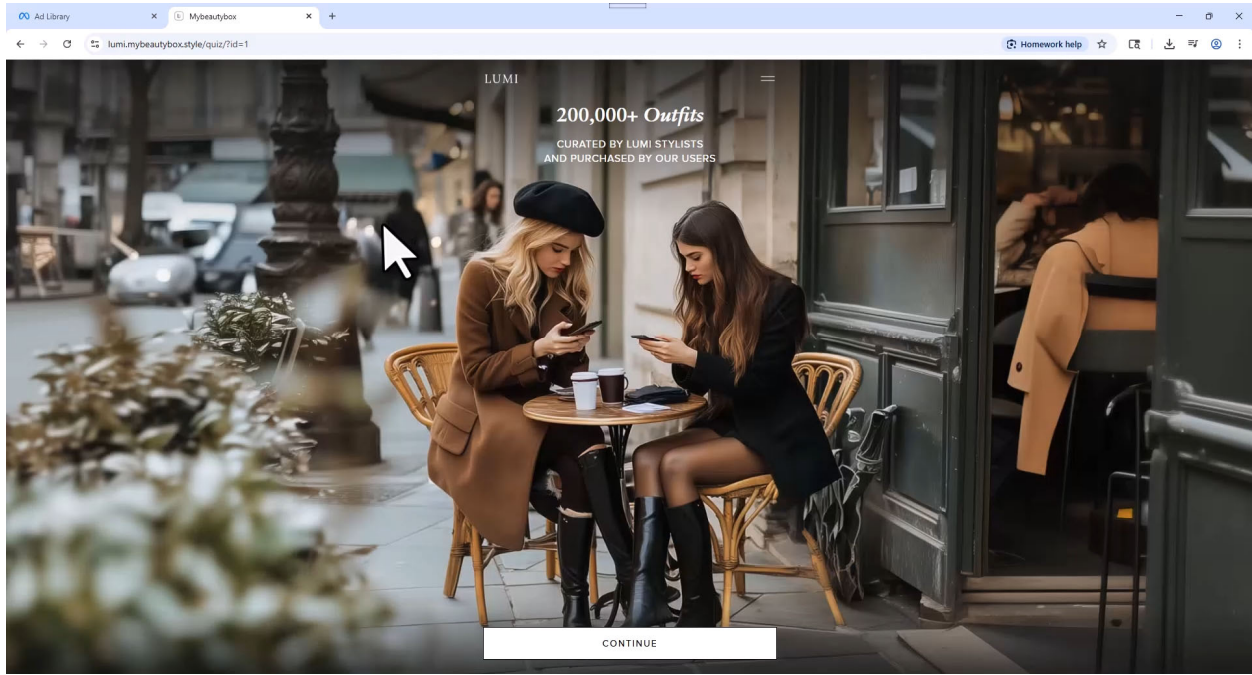 Ad Library
Mybeautybox
lumi.mybeautybox.style/quiz/?id=1
Homework help
LUMI
200,000+ Outfits
CURATED BY LUMI STYLISTS
AND PURCHASED BY OUR USERS
CONTINUE